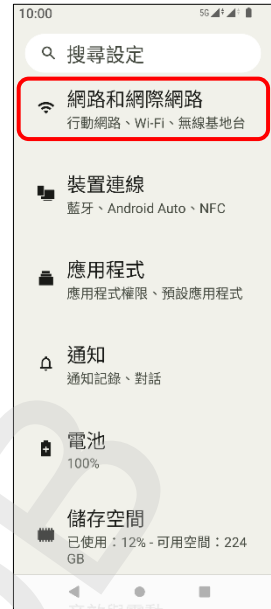 10:00
5G
搜尋設定
網路和網際網路
行動網路、Wi-Fi、無線基地台
裝置連線
藍牙、Android Auto、NFC
應用程式
應用程式權限、預設應用程式
通知
通知記錄、對話
電池
100%
儲存空間
已使用：12% - 可用空間：224
GB